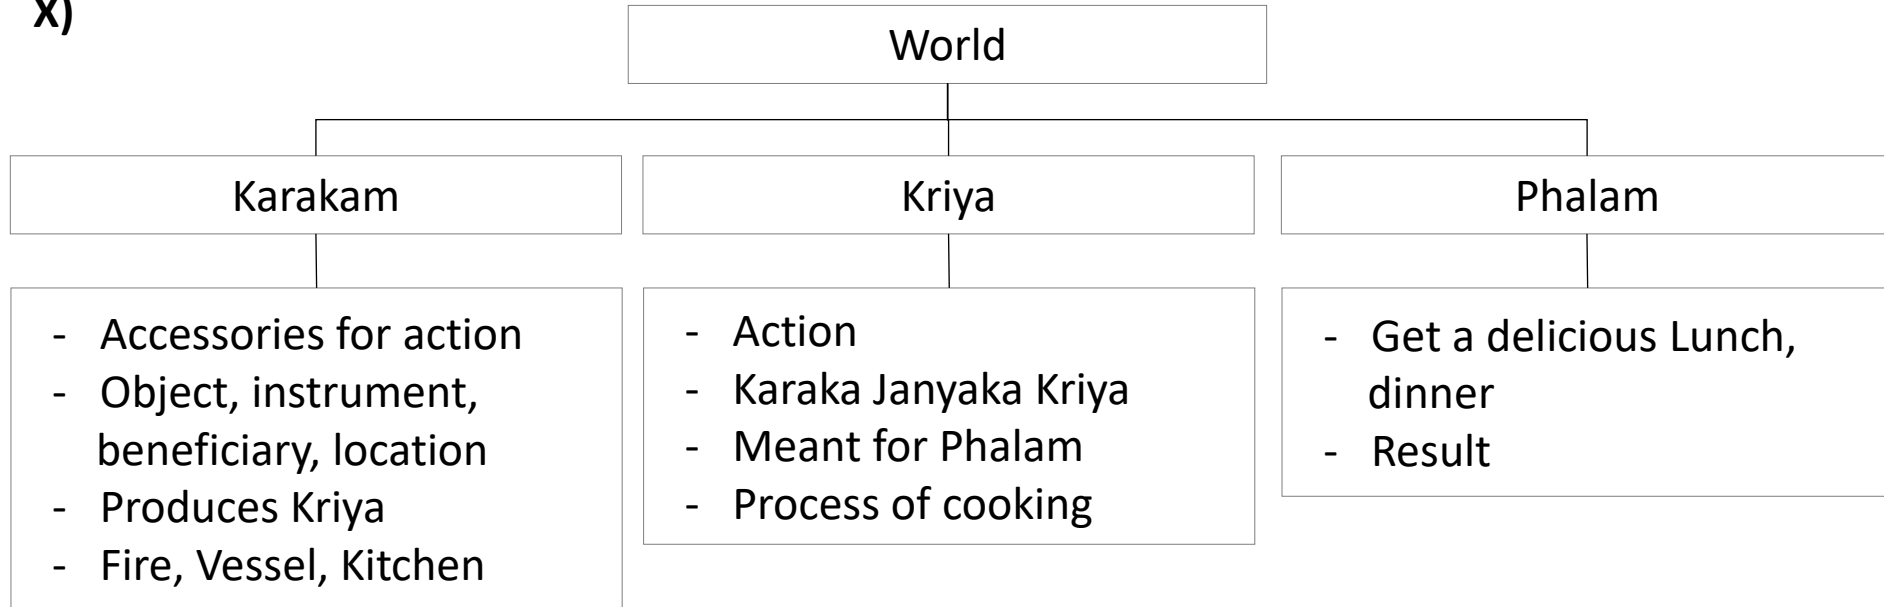 X)
World
Karakam
Kriya
Phalam
- Accessories for action
- Object, instrument,
beneficiary, location
- Produces Kriya
- Fire, Vessel, Kitchen
- Action
- Karaka Janyaka Kriya
- Meant for Phalam
- Process of cooking
- Get a delicious Lunch,
dinner
- Result